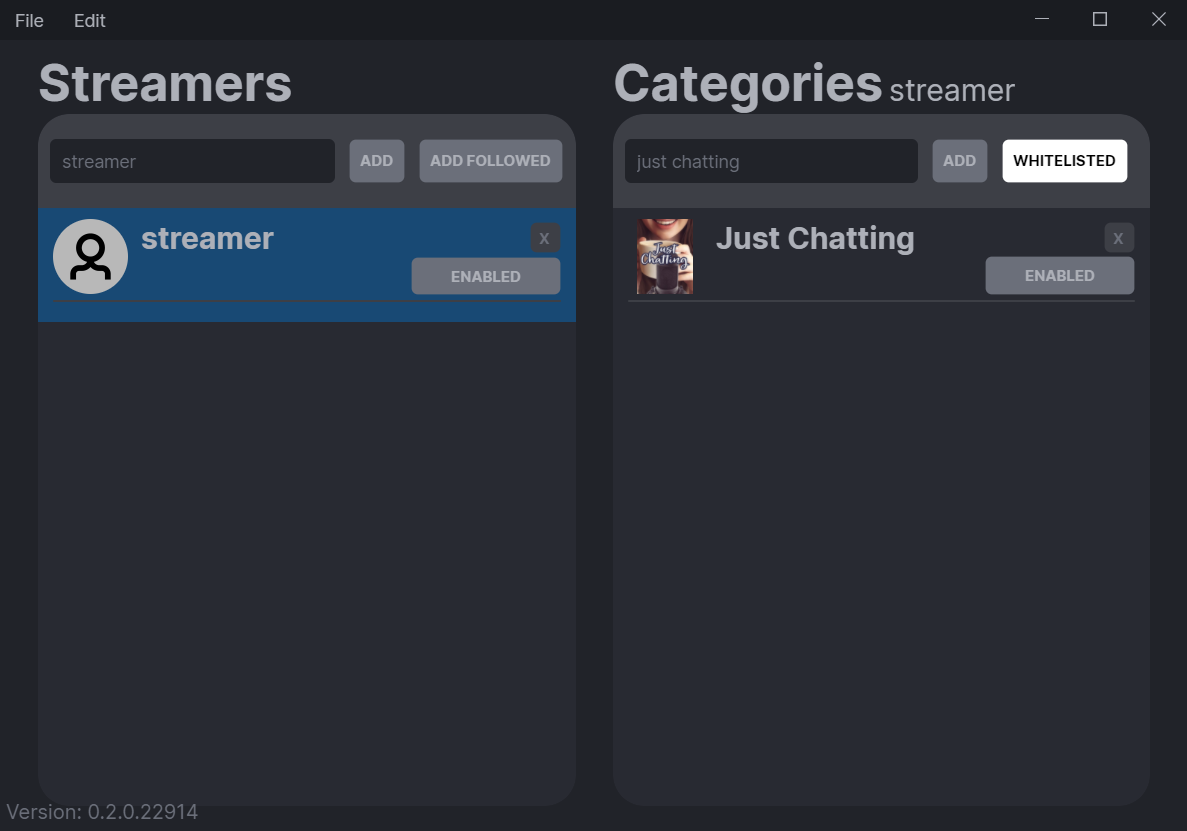 File Edit
Streamers
streamer ADD ADD FOLLOWED
streamer X
ENABLED
Categories streamer
just chatting ADD WHITELISTED
Just Chatting Just Chatting X
ENABLED
Version: 0.2.0.22914